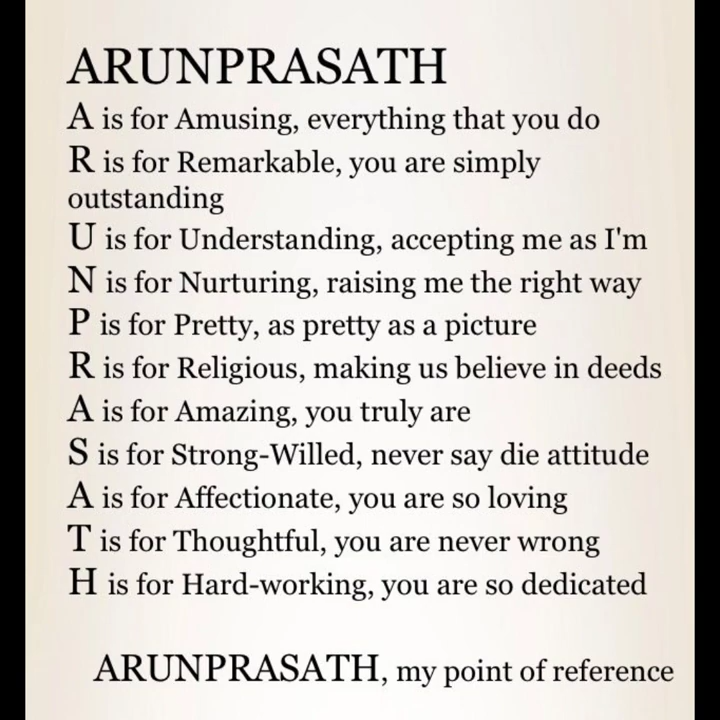 ARUNPRASATH
A is for Amusing, everything that you do
R is for Remarkable, you are simply
outstanding
U is for Understanding, accepting me as I'm
N is for Nurturing, raising me the right way
P is for Pretty, as pretty as a picture
R is for Religious, making us believe in deeds
A is for Amazing, you truly are
S is for Strong-Willed, never say die attitude
A is for Affectionate, you are so loving
T is for Thoughtful, you are never wrong
H is for Hard-working, you are so dedicated
ARUNPRASATH, my point of reference